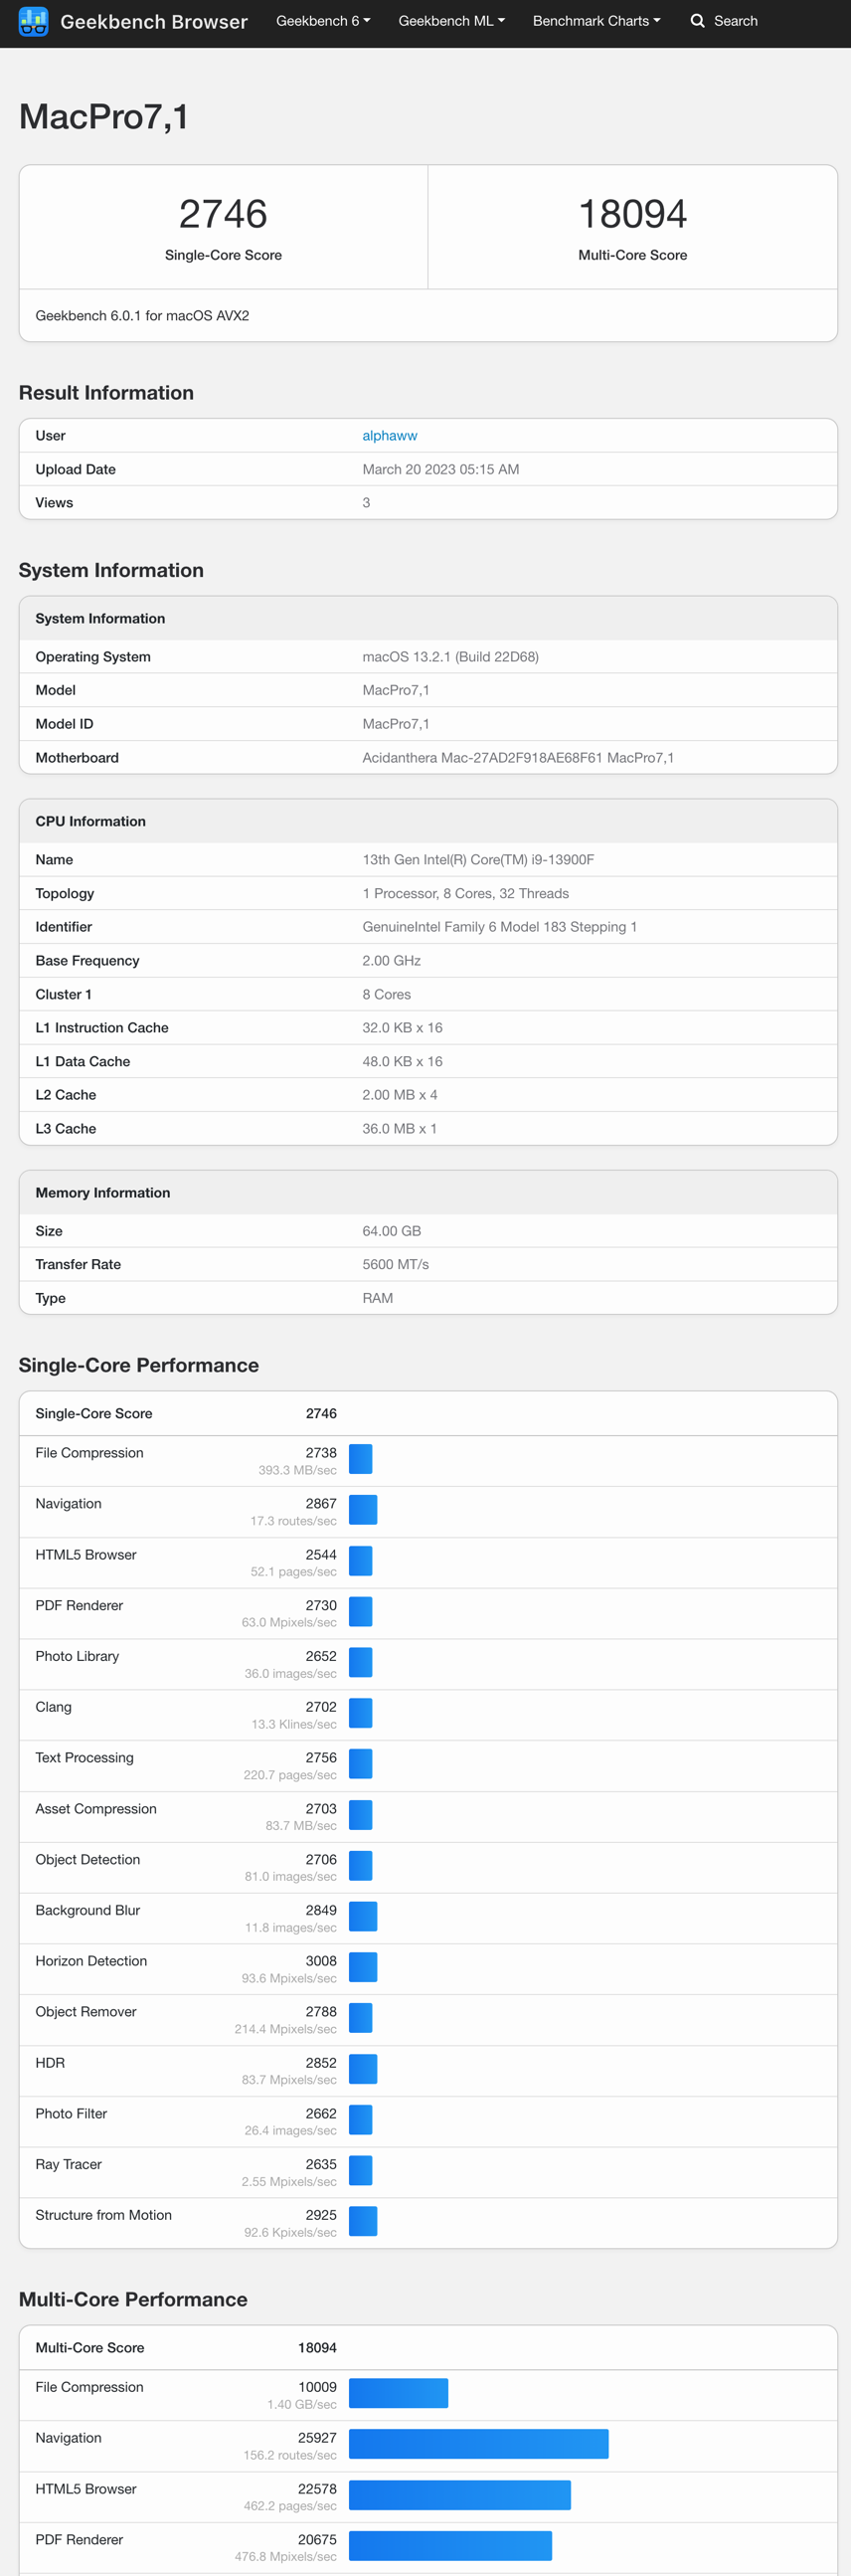 Geekbench Browser Geekbench 6 Geekbench ML Benchmark Charts Search
MacPro7,1
2746 18094
Single-Core Score Multi-Core Score
Geekbench 6.0.1 for macOS AVX2
Result Information
User alphaww
Upload Date March 20 2023 05:15 AM
Views 3
System Information
System Information
Operating System macOS 13.2.1 (Build 22D68)
Model MacPro7,1
Model ID MacPro7,1
Motherboard Acidanthera Mac-27AD2F918AE68F61 MacPro7,1
CPU Information
Name 13th Gen Intel(R) Core(TM) i9-13900F
Topology 1 Processor, 8 Cores, 32 Threads
Identifier GenuineIntel Family 6 Model 183 Stepping 1
Base Frequency 2.00 GHz
Cluster 1 8 Cores
L1 Instruction Cache 32.0 KB x 16
L1 Data Cache 48.0 KB x 16
L2 Cache 2.00 MB x 4
L3 Cache 36.0 MB x 1
Memory Information
Size 64.00 GB
Transfer Rate 5600 MT/s
Type RAM
Single-Core Performance
Single-Core Score 2746
File Compression 2738
393.3 MB/sec
Navigation 2867
17.3 routes/sec
HTML5 Browser 2544
52.1 pages/sec
PDF Renderer 2730
63.0 Mpixels/sec
Photo Library 2652
36.0 images/sec
Clang 2702
13.3 Klines/sec
Text Processing 2756
220.7 pages/sec
Asset Compression 2703
83.7 MB/sec
Object Detection 2706
81.0 images/sec
Background Blur 2849
11.8 images/sec
Horizon Detection 3008
93.6 Mpixels/sec
Object Remover 2788
214.4 Mpixels/sec
HDR 2852
83.7 Mpixels/sec
Photo Filter 2662
26.4 images/sec
Ray Tracer 2635
2.55 Mpixels/sec
Structure from Motion 2925
92.6 Kpixels/sec
Multi-Core Performance
Multi-Core Score 18094
File Compression 10009
1.40 GB/sec
Navigation 25927
156.2 routes/sec
HTML5 Browser 22578
462.2 pages/sec
PDF Renderer 20675
476.8 Mpixels/sec